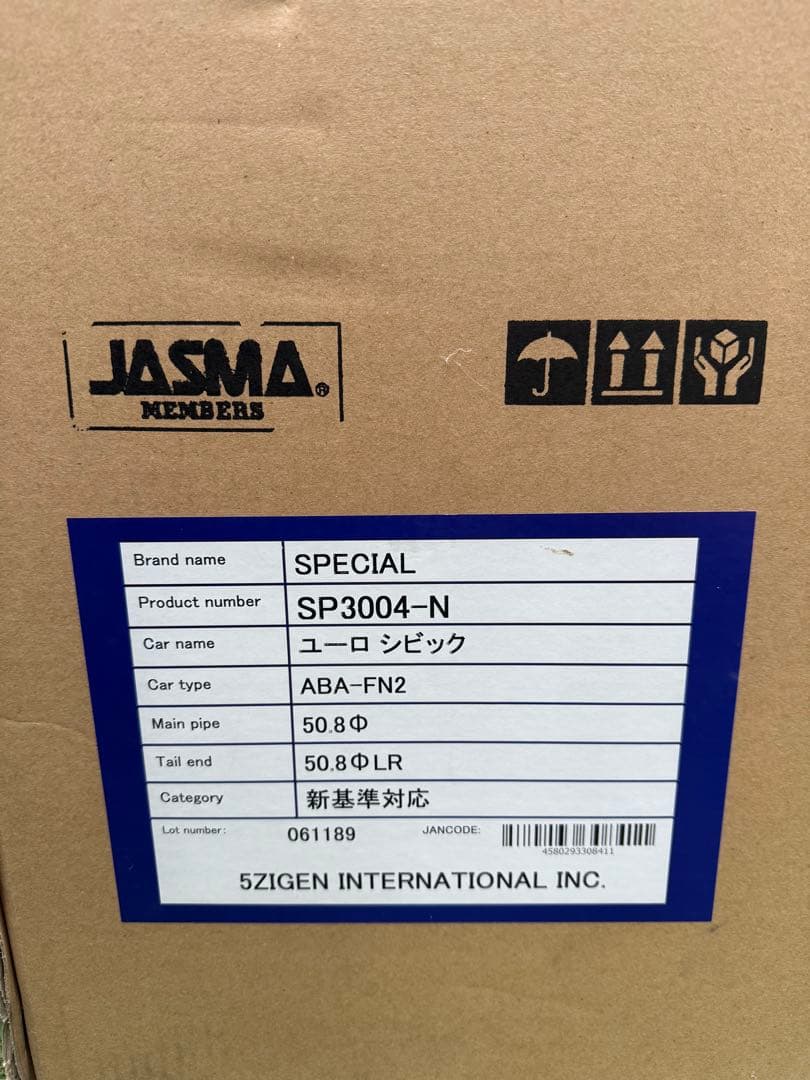 JASMA®
MEMBERS
Brand name SPECIAL
Product number SP3004-N
Car name ユーロ シビック
Car type ABA-FN2
Main pipe 50.8Φ
Tail end 50.8ΦLR
Category 新基準対応
Lot number: 061189 JANCODE:
4580293308411
5ZIGEN INTERNATIONAL INC.